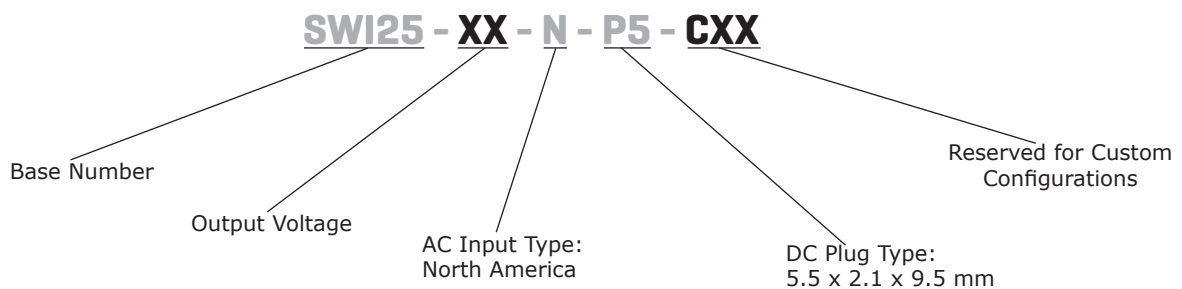 SWI25 - XX - N - P5 - CXX
Base Number
Output Voltage
AC Input Type:
North America
DC Plug Type:
5.5 x 2.1 x 9.5 mm
Reserved for Custom
Configurations